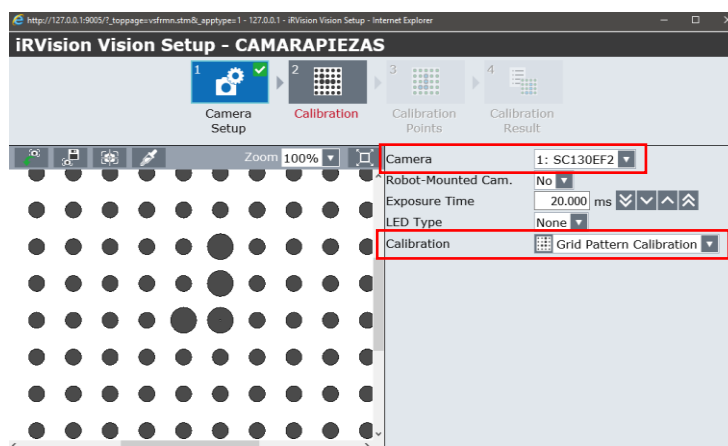 http://127.0.0.1:9005/?_toppage=vsfrmn.stm&_apptype=1 - 127.0.0.1 - iRVision Vision Setup - Internet Explorer
iRVision Vision Setup - CAMARAPIEZAS
1
2
3
4
Camera Setup
Calibration
Calibration Points
Calibration Result
Zoom 100%
Camera 1: SC130EF2
Robot-Mounted Cam. No
Exposure Time 20.000 ms
LED Type None
Calibration Grid Pattern Calibration